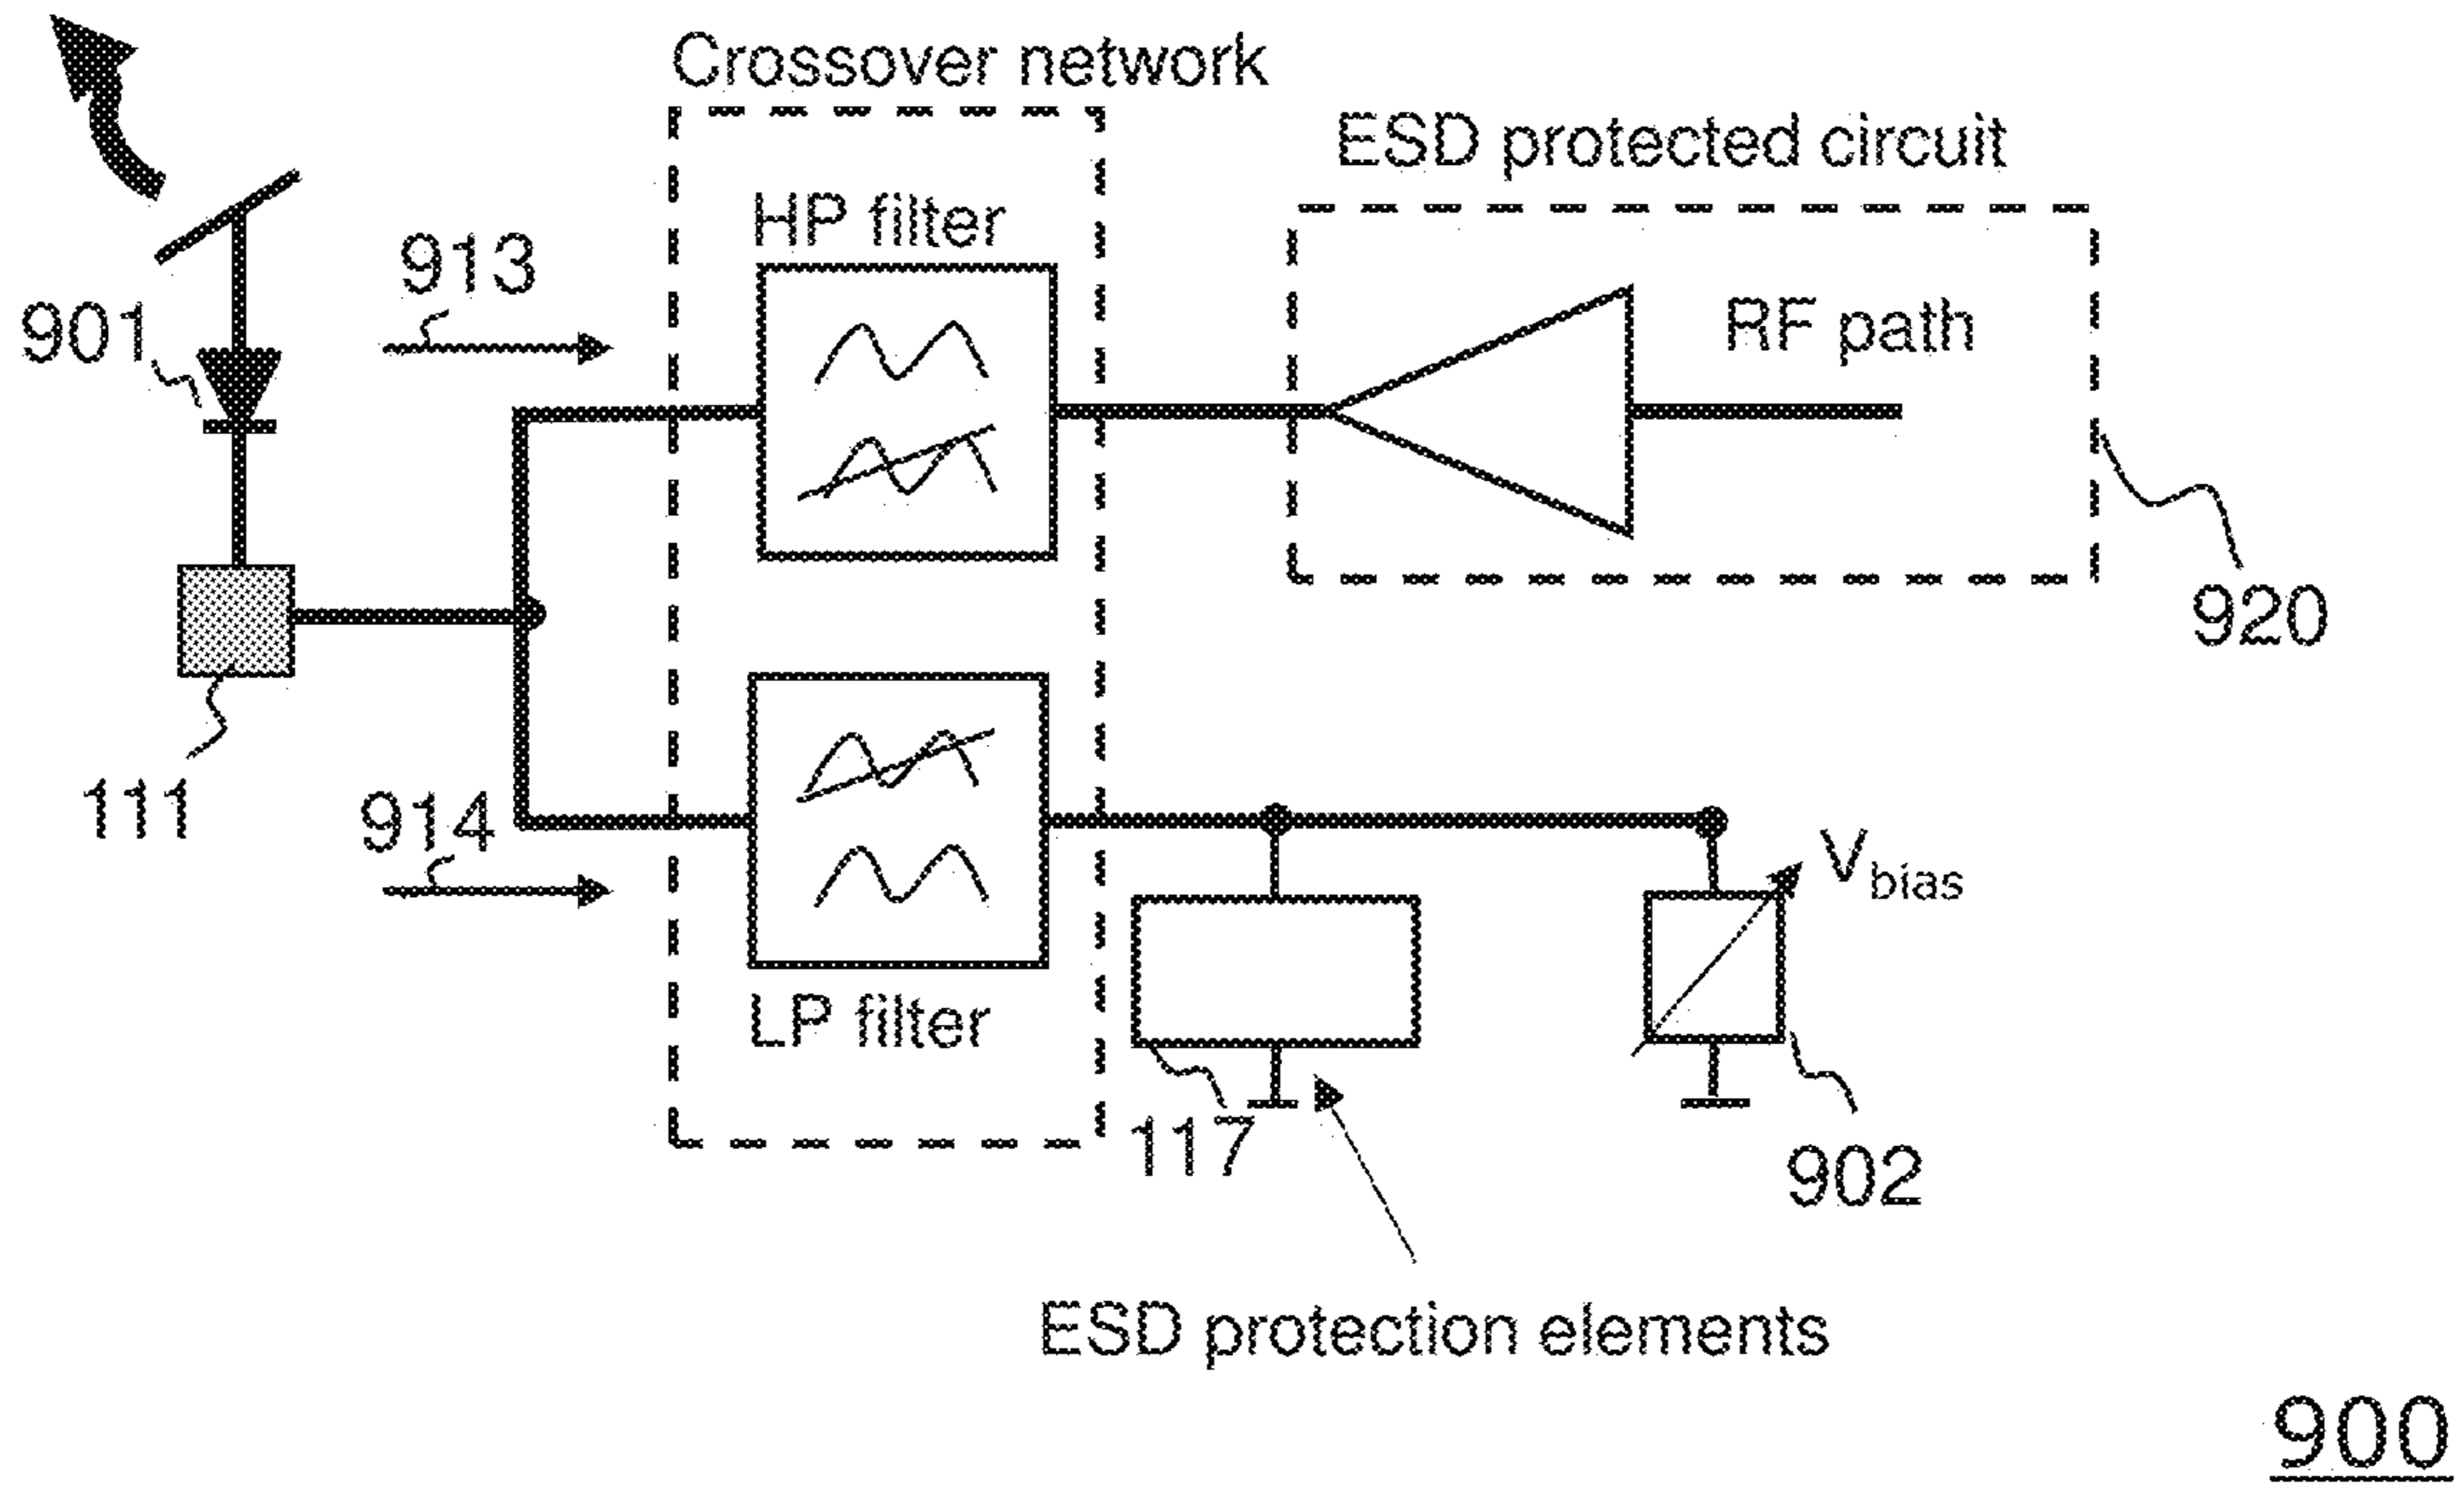 Crossover network
ESD protected circuit
HP filter
913
901
RF path
920
111
914
V bias
LP filter
117
902
ESD protection elements
900